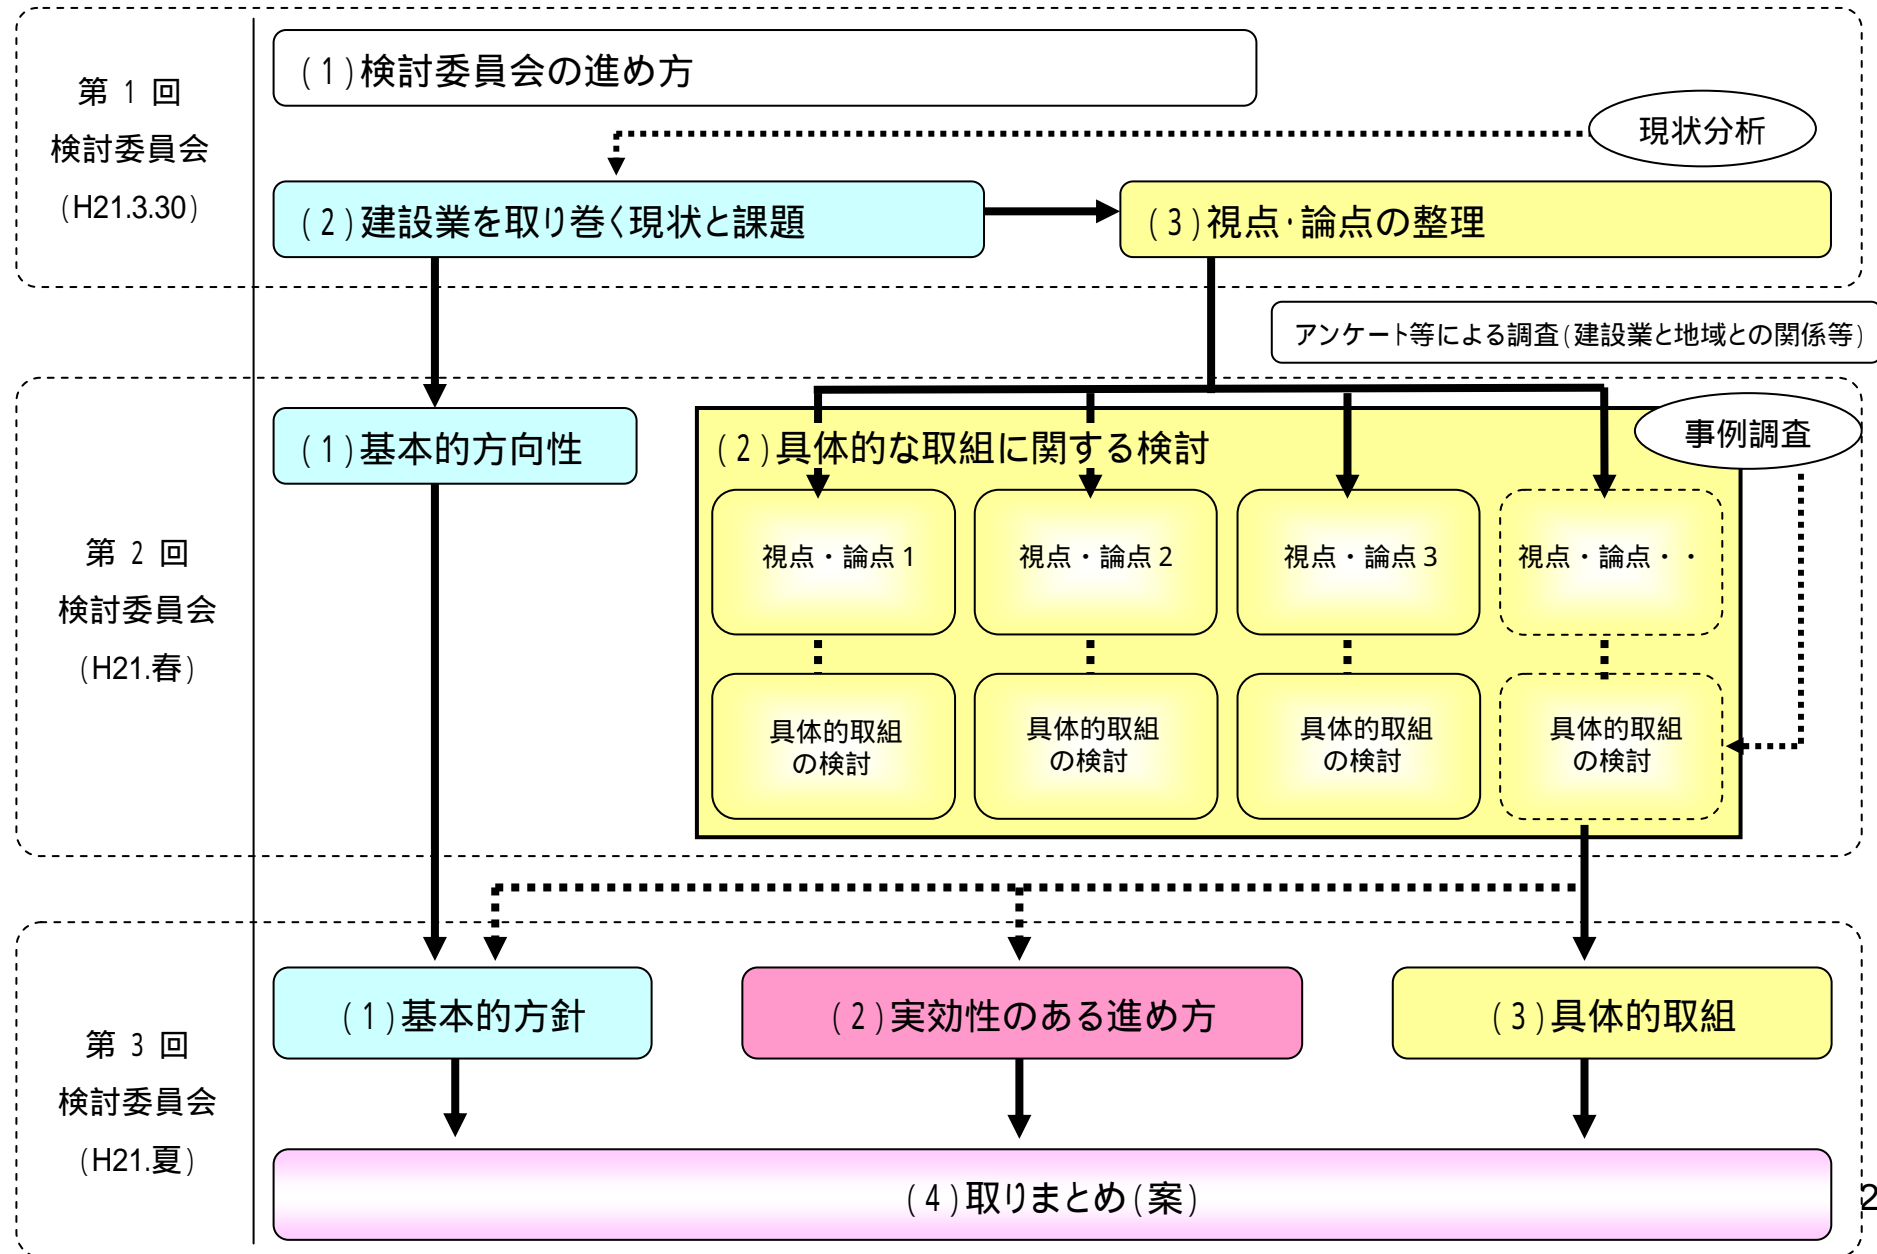 第 1 回
検討委員会
(H21.3.30)
(1)検討委員会の進め方
現状分析
(2)建設業を取り巻く現状と課題
(3)視点・論点の整理
アンケート等による調査(建設業と地域との関係等)
第 2 回
検討委員会
(H21.春)
(1)基本的方向性
(2)具体的な取組に関する検討
事例調査
視点・論点1
視点・論点2
視点・論点3
視点・論点・・
具体的取組
の検討
具体的取組
の検討
具体的取組
の検討
具体的取組
の検討
第 3 回
検討委員会
(H21.夏)
(1)基本的方針
(2)実効性のある進め方
(3)具体的取組
(4)取りまとめ(案)
2